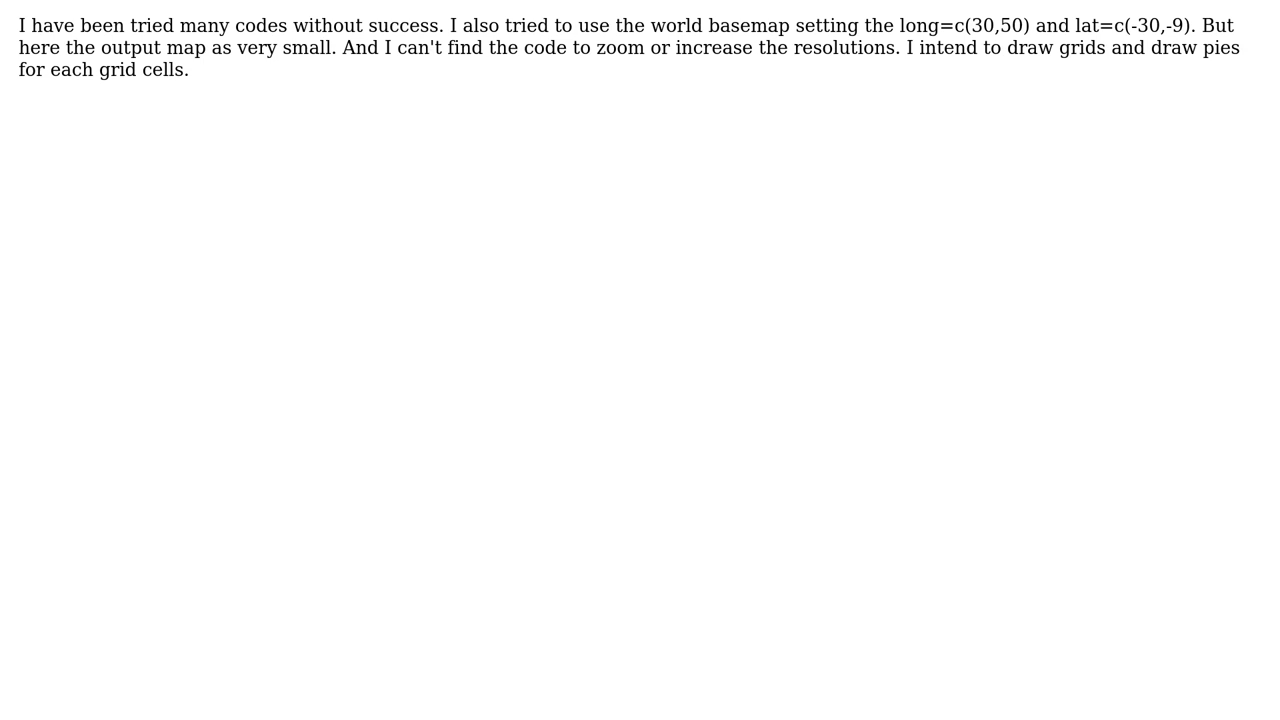 I have been tried many codes without success. I also tried to use the world basemap setting the long=c(30,50) and lat=c(-30,-9). But
here the output map as very small. And I can't find the code to zoom or increase the resolutions. I intend to draw grids and draw pies
for each grid cells.